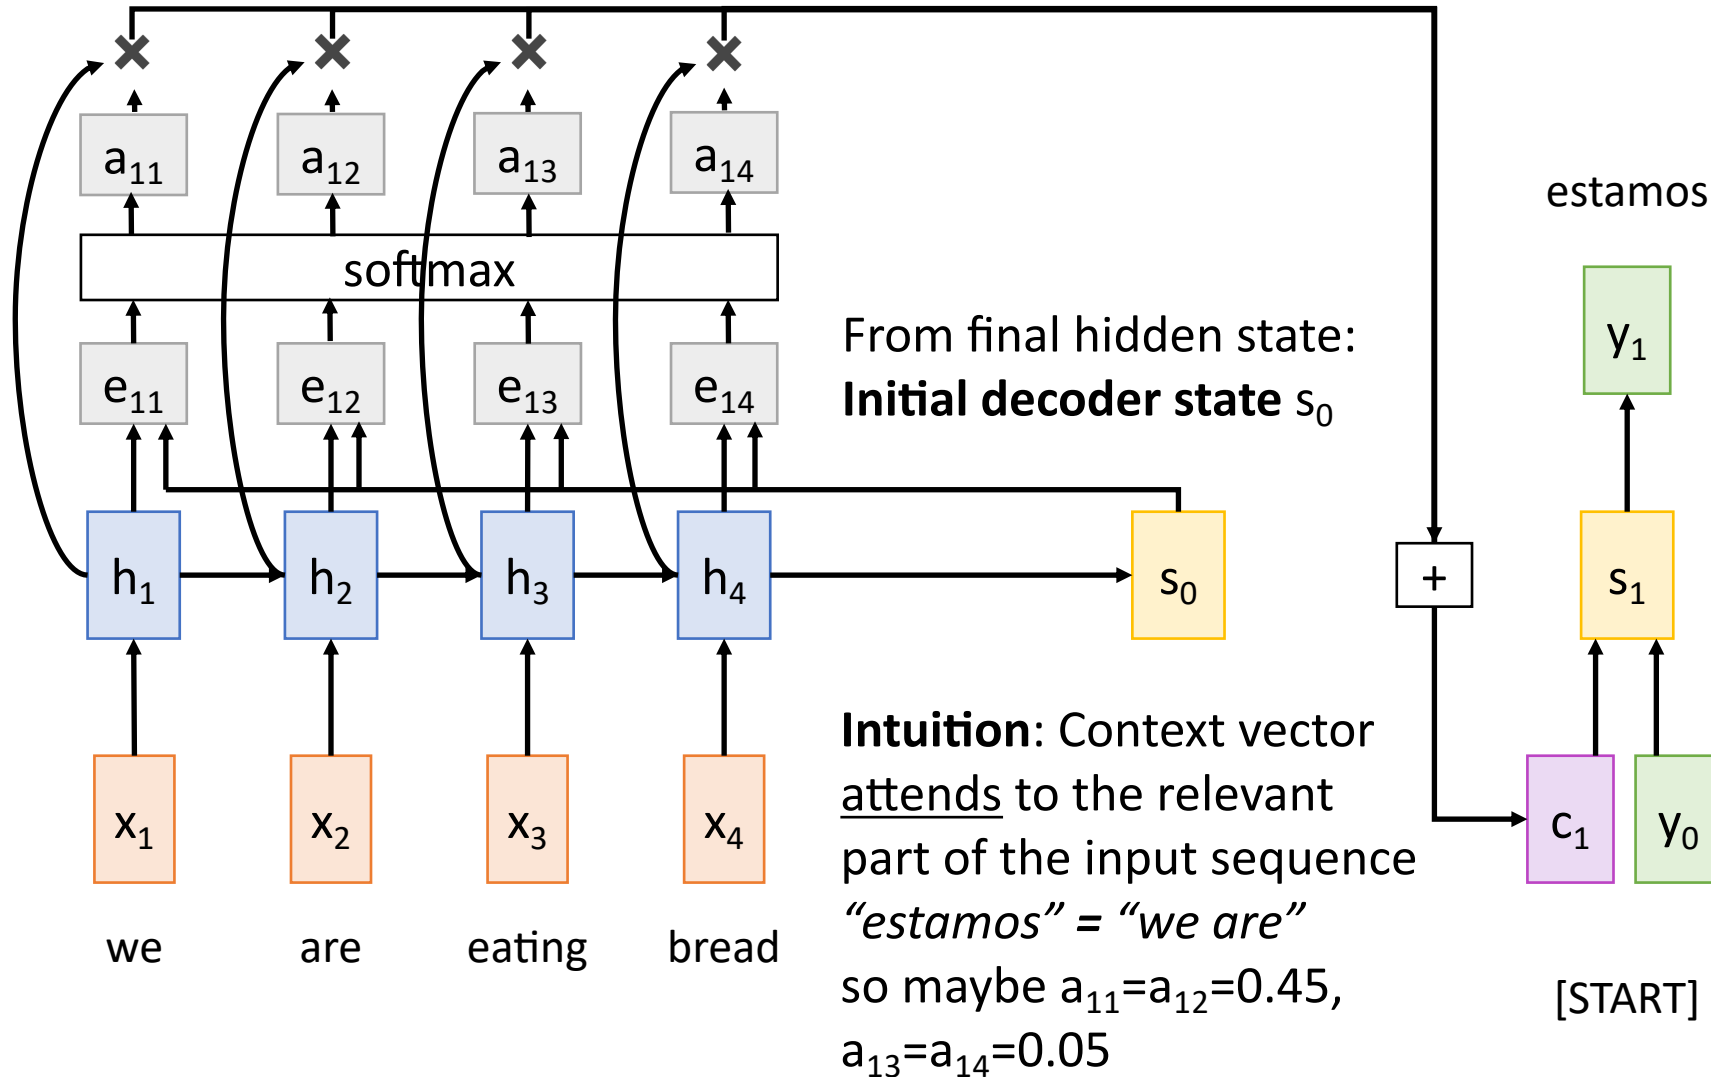 a₁₁ a₁₂ a₁₃ a₁₄
estamos
softmax
y₁
e₁₁ e₁₂ e₁₃ e₁₄
From final hidden state:
Initial decoder state s₀
h₁ h₂ h₃ h₄ s₀ + s₁
x₁ x₂ x₃ x₄
c₁ y₀
we are eating bread
[START]
Intuition: Context vector
attends to the relevant
part of the input sequence
“estamos” = “we are”
so maybe a₁₁=a₁₂=0.45,
a₁₃=a₁₄=0.05